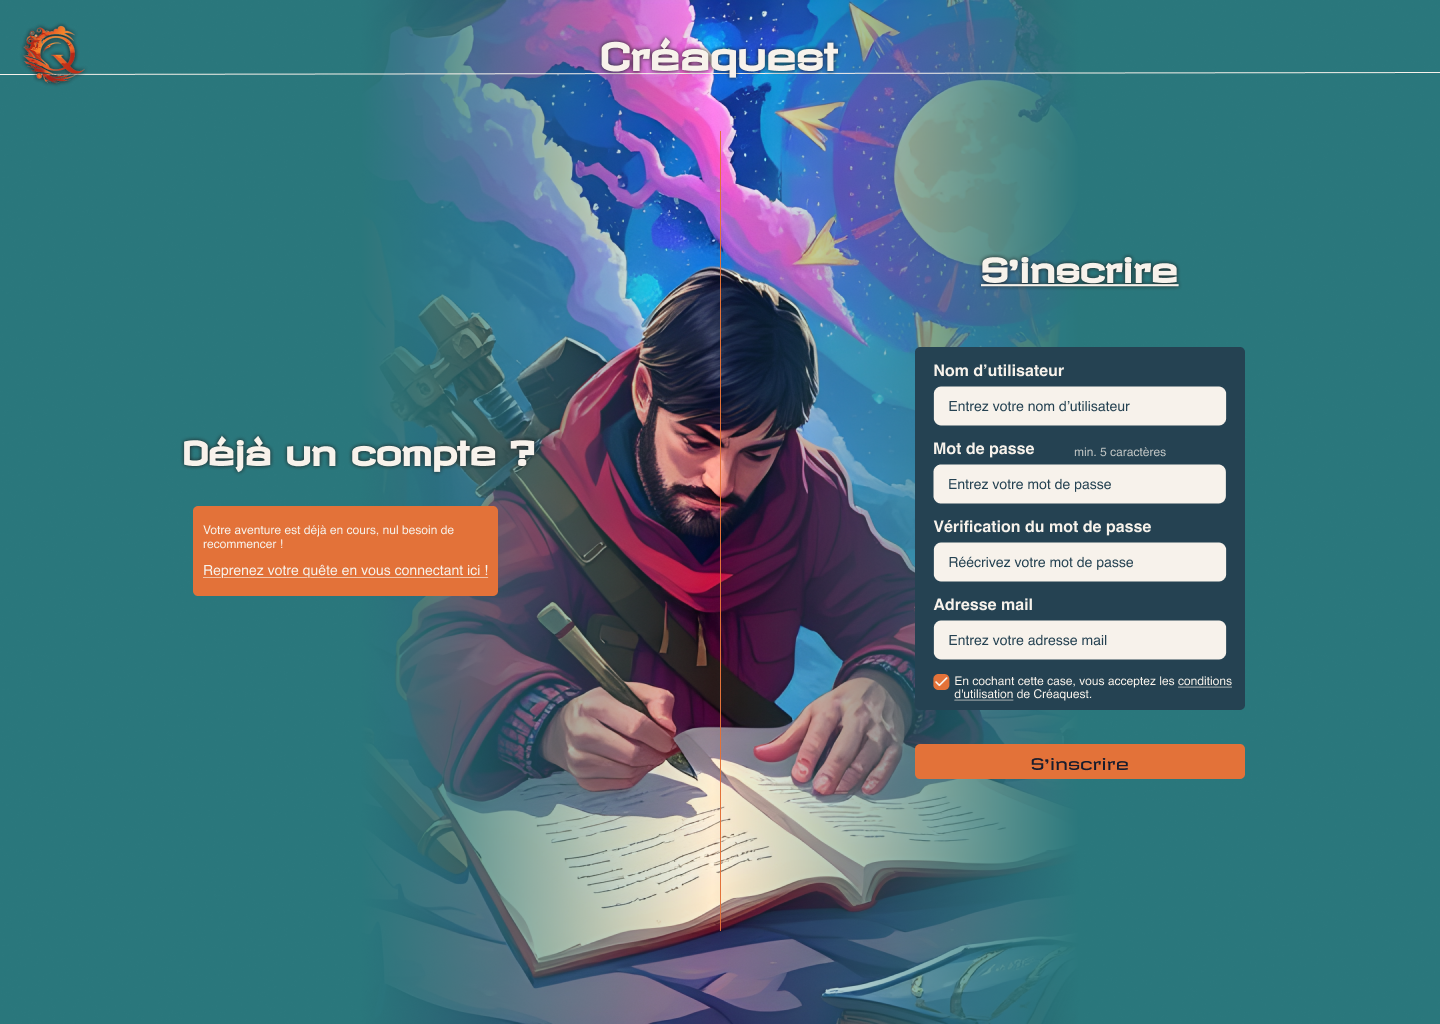 Q
Créaquest
Déjà un compte ?
Votre aventure est déjà en cours, nul besoin de
recommencer !
Reprenez votre quête en vous connectant ici !
S'inscrire
Nom d'utilisateur
Entrez votre nom d'utilisateur
Mot de passe min. 5 caractères
Entrez votre mot de passe
Vérification du mot de passe
Réécrivez votre mot de passe
Adresse mail
Entrez votre adresse mail
En cochant cette case, vous acceptez les conditions
d'utilisation de Créaquest.
S'inscrire